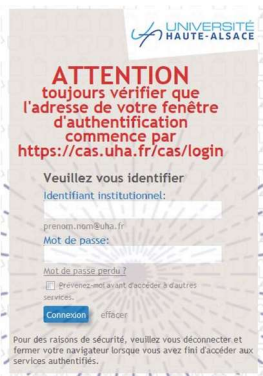 UNIVERSITÉ
HAUTE-ALSACE
ATTENTION
toujours vérifier que
l'adresse de votre fenêtre
d'authentification
commence par
https://cas.uha.fr/cas/login
Veuillez vous identifier
Identifiant institutionnel:
prenom.nom@uha.fr
Mot de passe:
Mot de passe perdu ?
Prévenez-moi avant d'accéder à d'autres
services.
Connexion effacer
Pour des raisons de sécurité, veuillez vous déconnecter et
fermer votre navigateur lorsque vous avez fini d'accéder aux
services authentifiés.